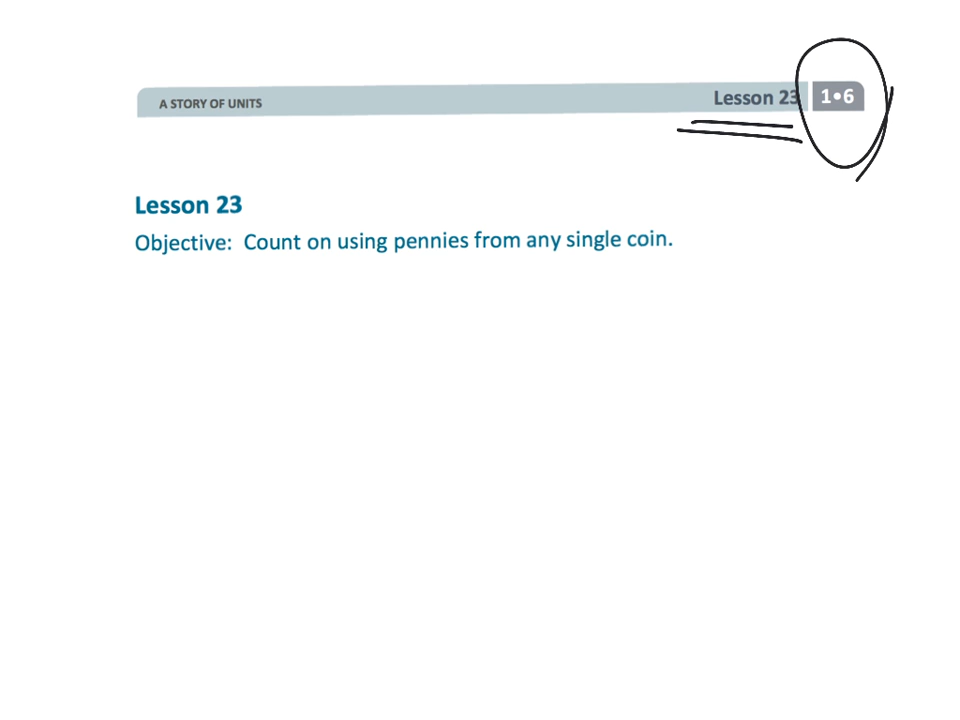 A STORY OF UNITS
Lesson 23 1•6
Lesson 23
Objective: Count on using pennies from any single coin.